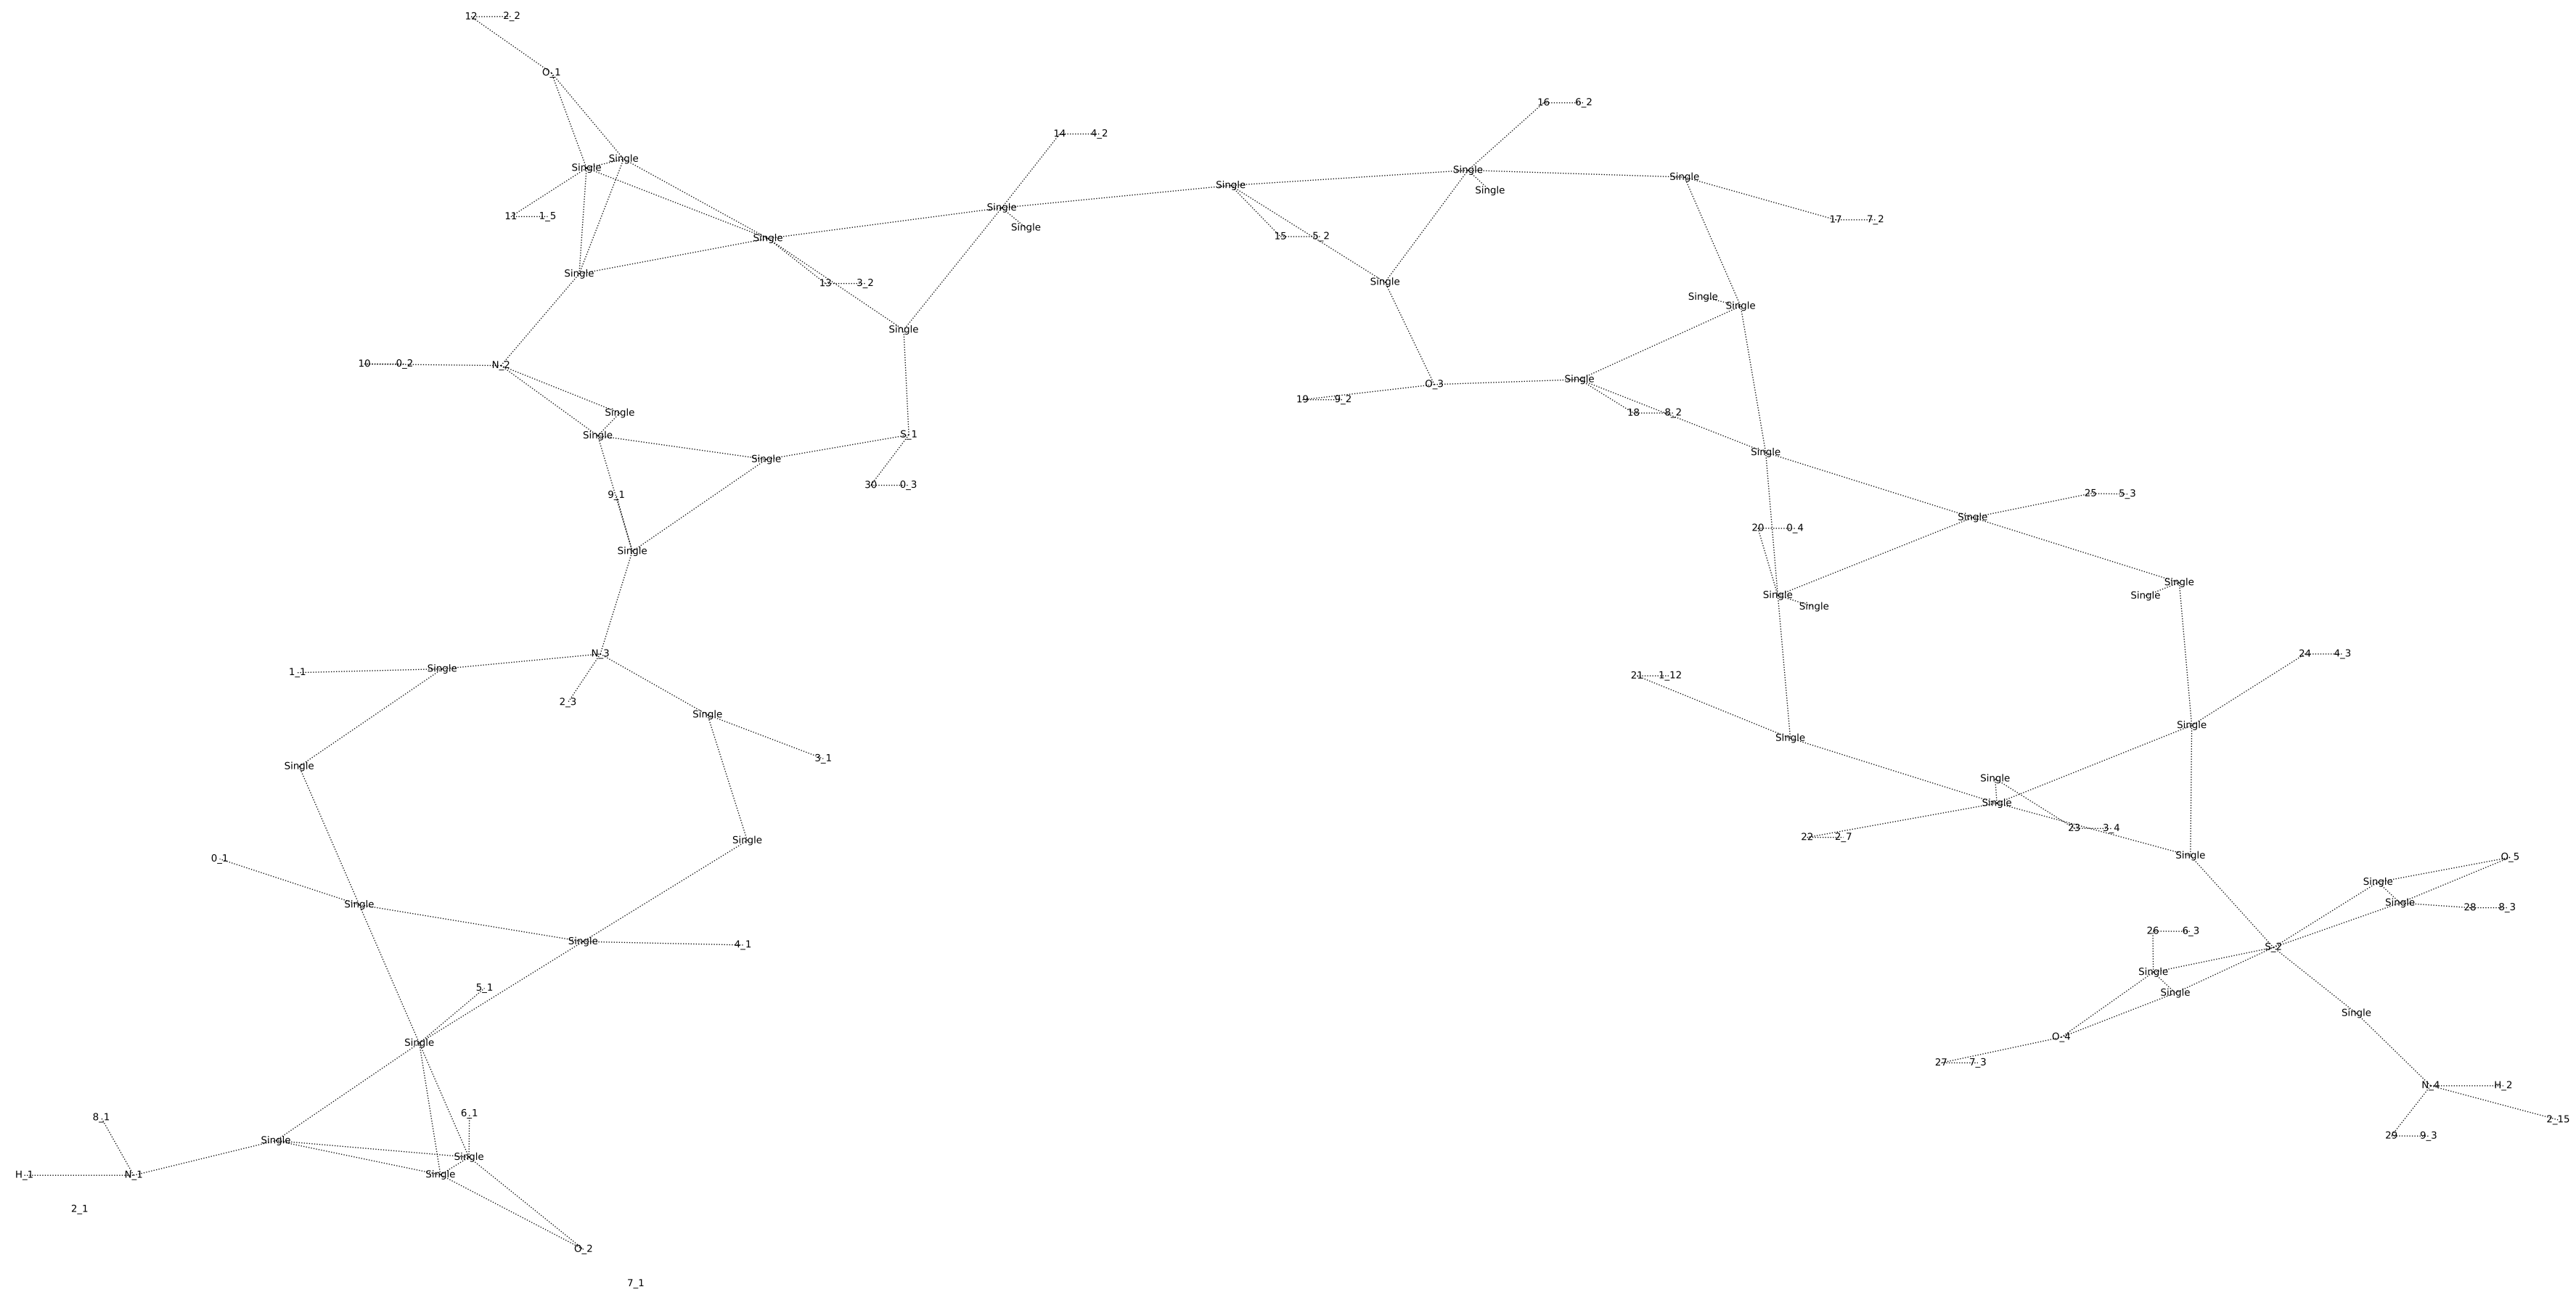 12 2_2
O_1
16 6_2
14 4_2
Single
Single
Single
Single
Single
Single
Single
Single
11 1_5
17 7_2
Single
15 5_2
Single
Single
Single
13 3_2
Single
Single
Single
10 0_2
N_2
Single
O_3
19 9_2
Single
18 8_2
S_1
Single
Single
Single
30 0_3
25 5_3
9_1
Single
20 0_4
Single
Single
Single
Single
Single
N_3
24 4_3
Single
1_1
21 1_12
2_3
Single
Single
Single
3_1
Single
Single
Single
23 3_4
22 2_7
Single
Single
O_5
0_1
Single
Single
Single
28 8_3
26 6_3
Single
4_1
S_2
Single
5_1
Single
Single
O_4
Single
27 7_3
N_4 H_2
6_1
8_1
2_15
29 9_3
Single
Single
H_1 N_1
Single
2_1
O_2
7_1